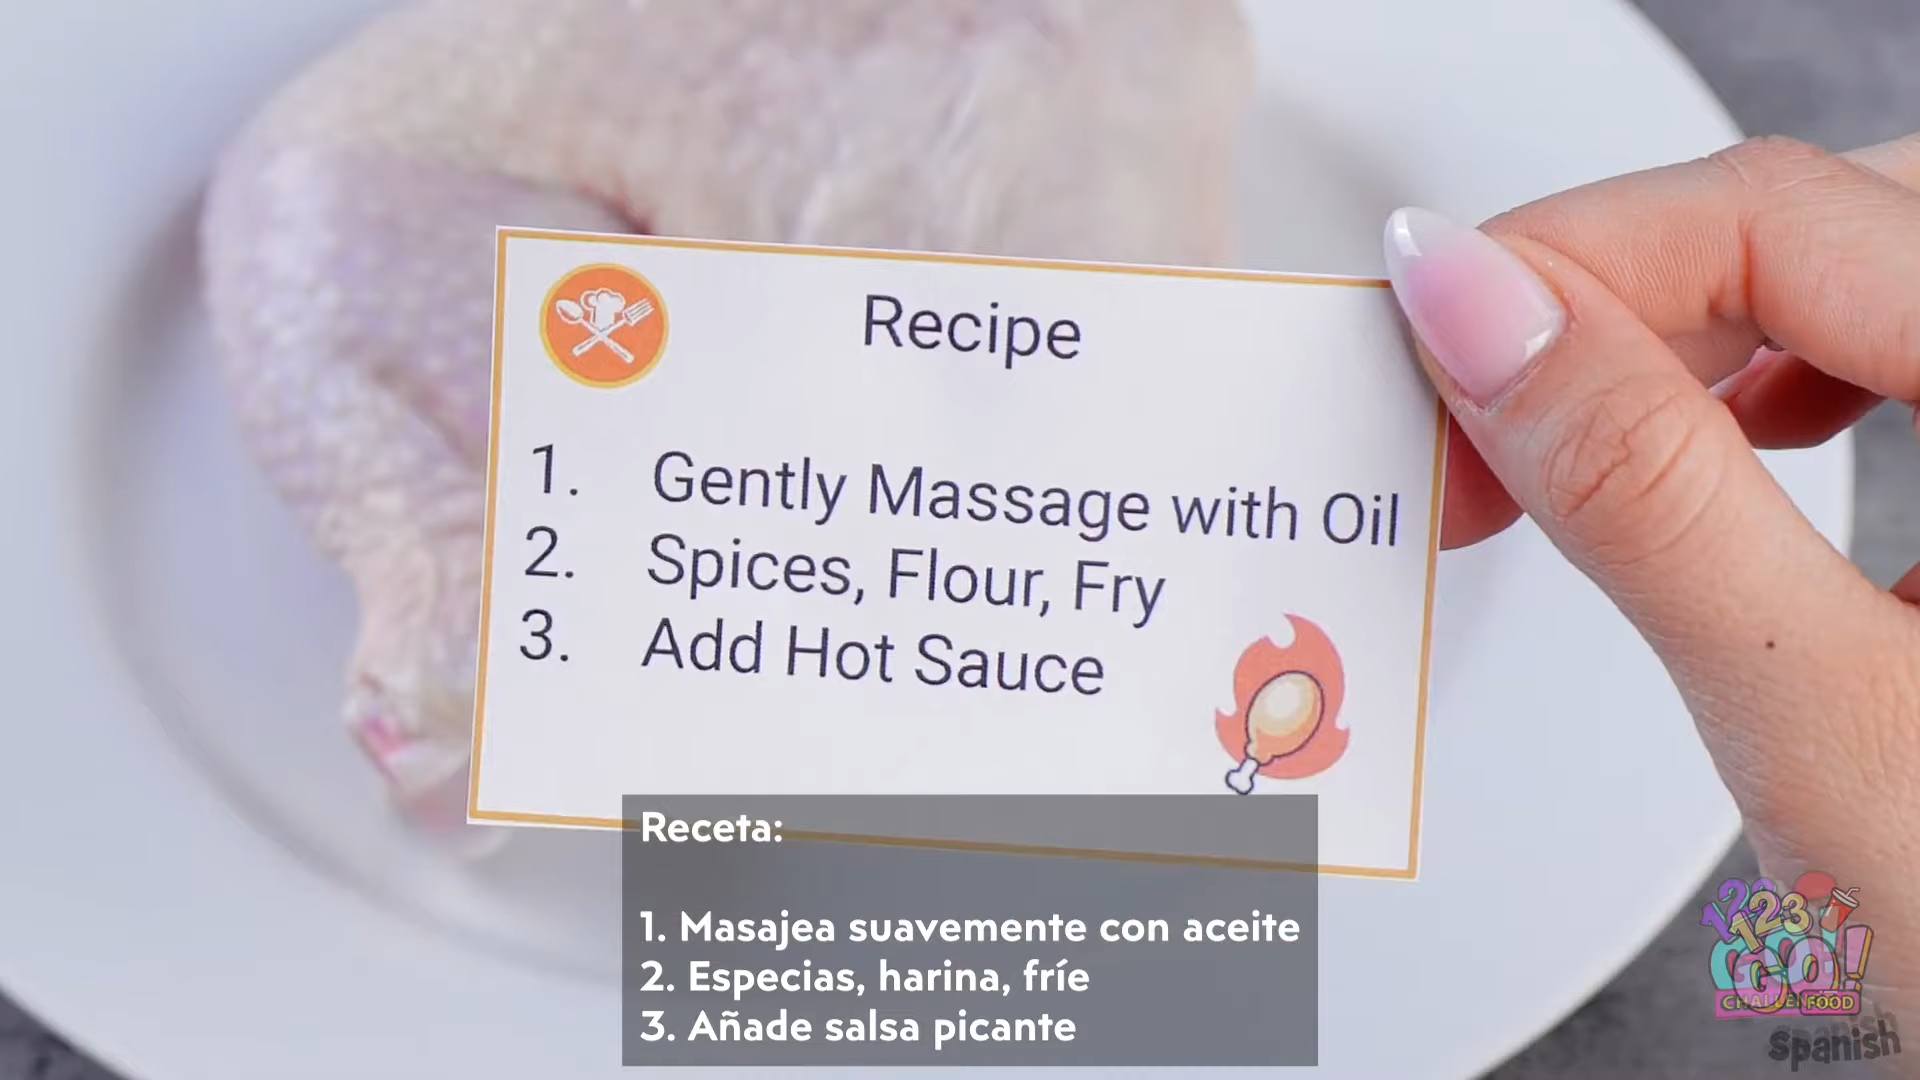 Recipe
1. Gently Massage with Oil
2. Spices, Flour, Fry
3. Add Hot Sauce
Receta:
1. Masajea suavemente con aceite
2. Especias, harina, fríe
3. Añade salsa picante
123
GO!
FOOD
spanish